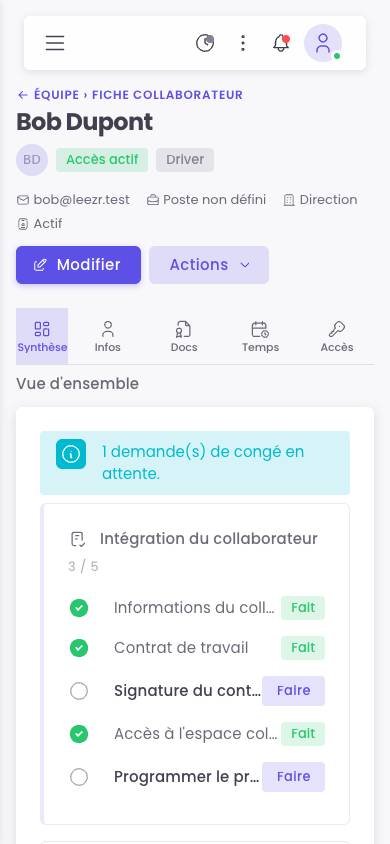 ← ÉQUIPE › FICHE COLLABORATEUR
Bob Dupont
BD Accès actif Driver
bob@leezr.test Poste non défini Direction
Actif
Modifier Actions
Synthèse Infos Docs Temps Accès
Vue d'ensemble
1 demande(s) de congé en
attente.
Intégration du collaborateur
3 / 5
Informations du coll... Fait
Contrat de travail Fait
Signature du cont... Faire
Accès à l'espace col... Fait
Programmer le pr... Faire